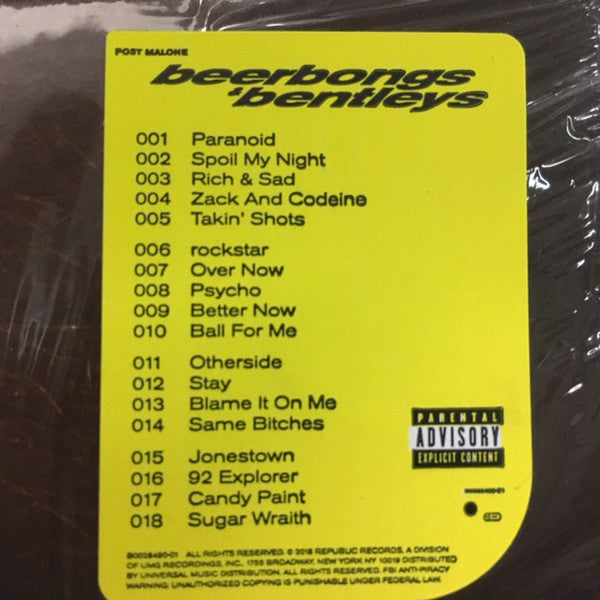 POST MALONE
beerbongs
'bentleys
001 Paranoid
002 Spoil My Night
003 Rich & Sad
004 Zack And Codeine
005 Takin' Shots
006 rockstar
007 Over Now
008 Psycho
009 Better Now
010 Ball For Me
011 Otherside
012 Stay
013 Blame It On Me
014 Same Bitches
015 Jonestown
016 92 Explorer
017 Candy Paint
018 Sugar Wraith
PARENTAL
ADVISORY
EXPLICIT CONTENT
ALL RIGHTS RESERVED. © 2018 REPUBLIC RECORDS, A DIVISION
OF UMG RECORDINGS, INC., 1755 BROADWAY, NEW YORK NY 10019 DISTRIBUTED
BY UNIVERSAL MUSIC DISTRIBUTION. ALL RIGHTS RESERVED. FBI ANTI-PIRACY
WARNING: UNAUTHORIZED COPYING IS PUNISHABLE UNDER FEDERAL LAW.